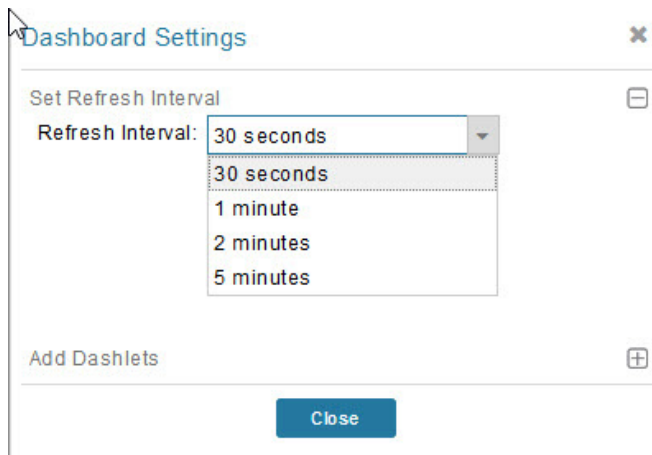 Dashboard Settings
Set Refresh Interval
Refresh Interval: 30 seconds
30 seconds
1 minute
2 minutes
5 minutes
Add Dashlets
Close